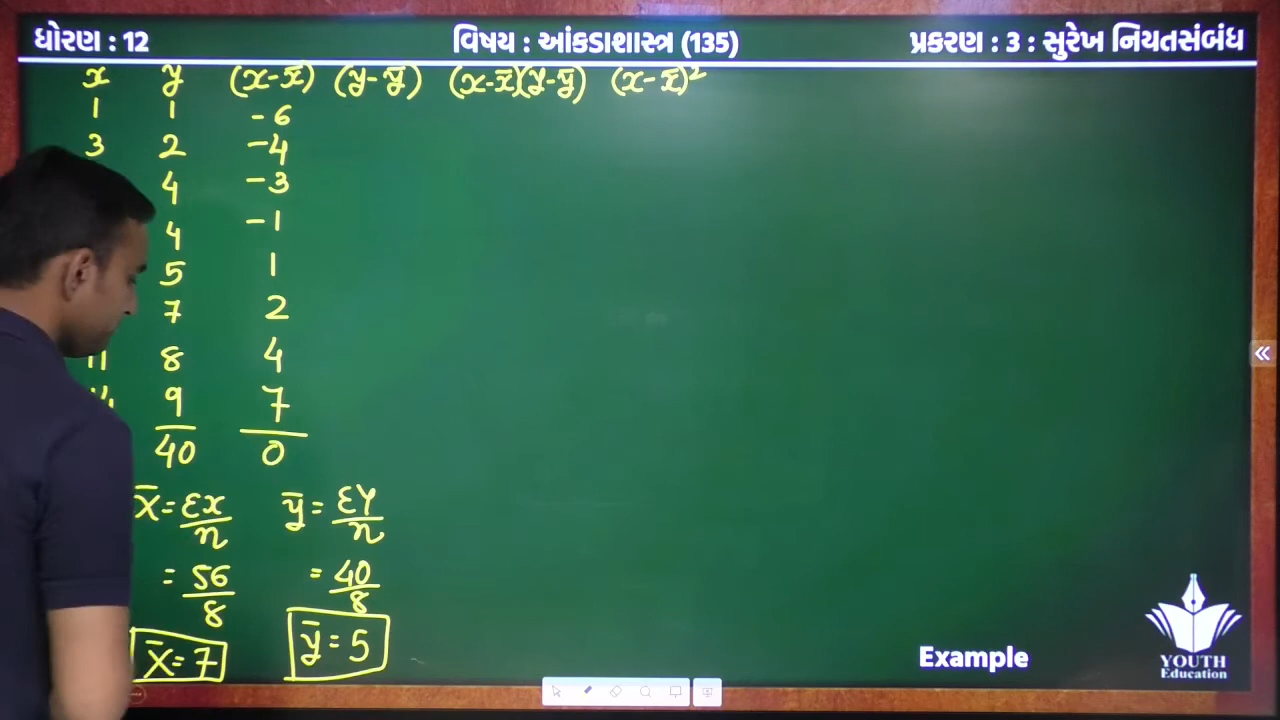 ધોરણ : 12 વિષય : આંકડાશાસ્ત્ર (135) પ્રકરણ : 3 : સુરેખ નિયતસંબંધ
x y (x-x̄) (y-ȳ) (x-x̄)(y-ȳ) (x-x̄)²
1 1 -6
3 2 -4
4 -3
4 -1
5 1
7 2
11 8 4
9 7
40 0
x̄ = Σx/n ȳ = Σy/n
= 56/8 = 40/8
x̄ = 7 ȳ = 5
Example
YOUTH
Education